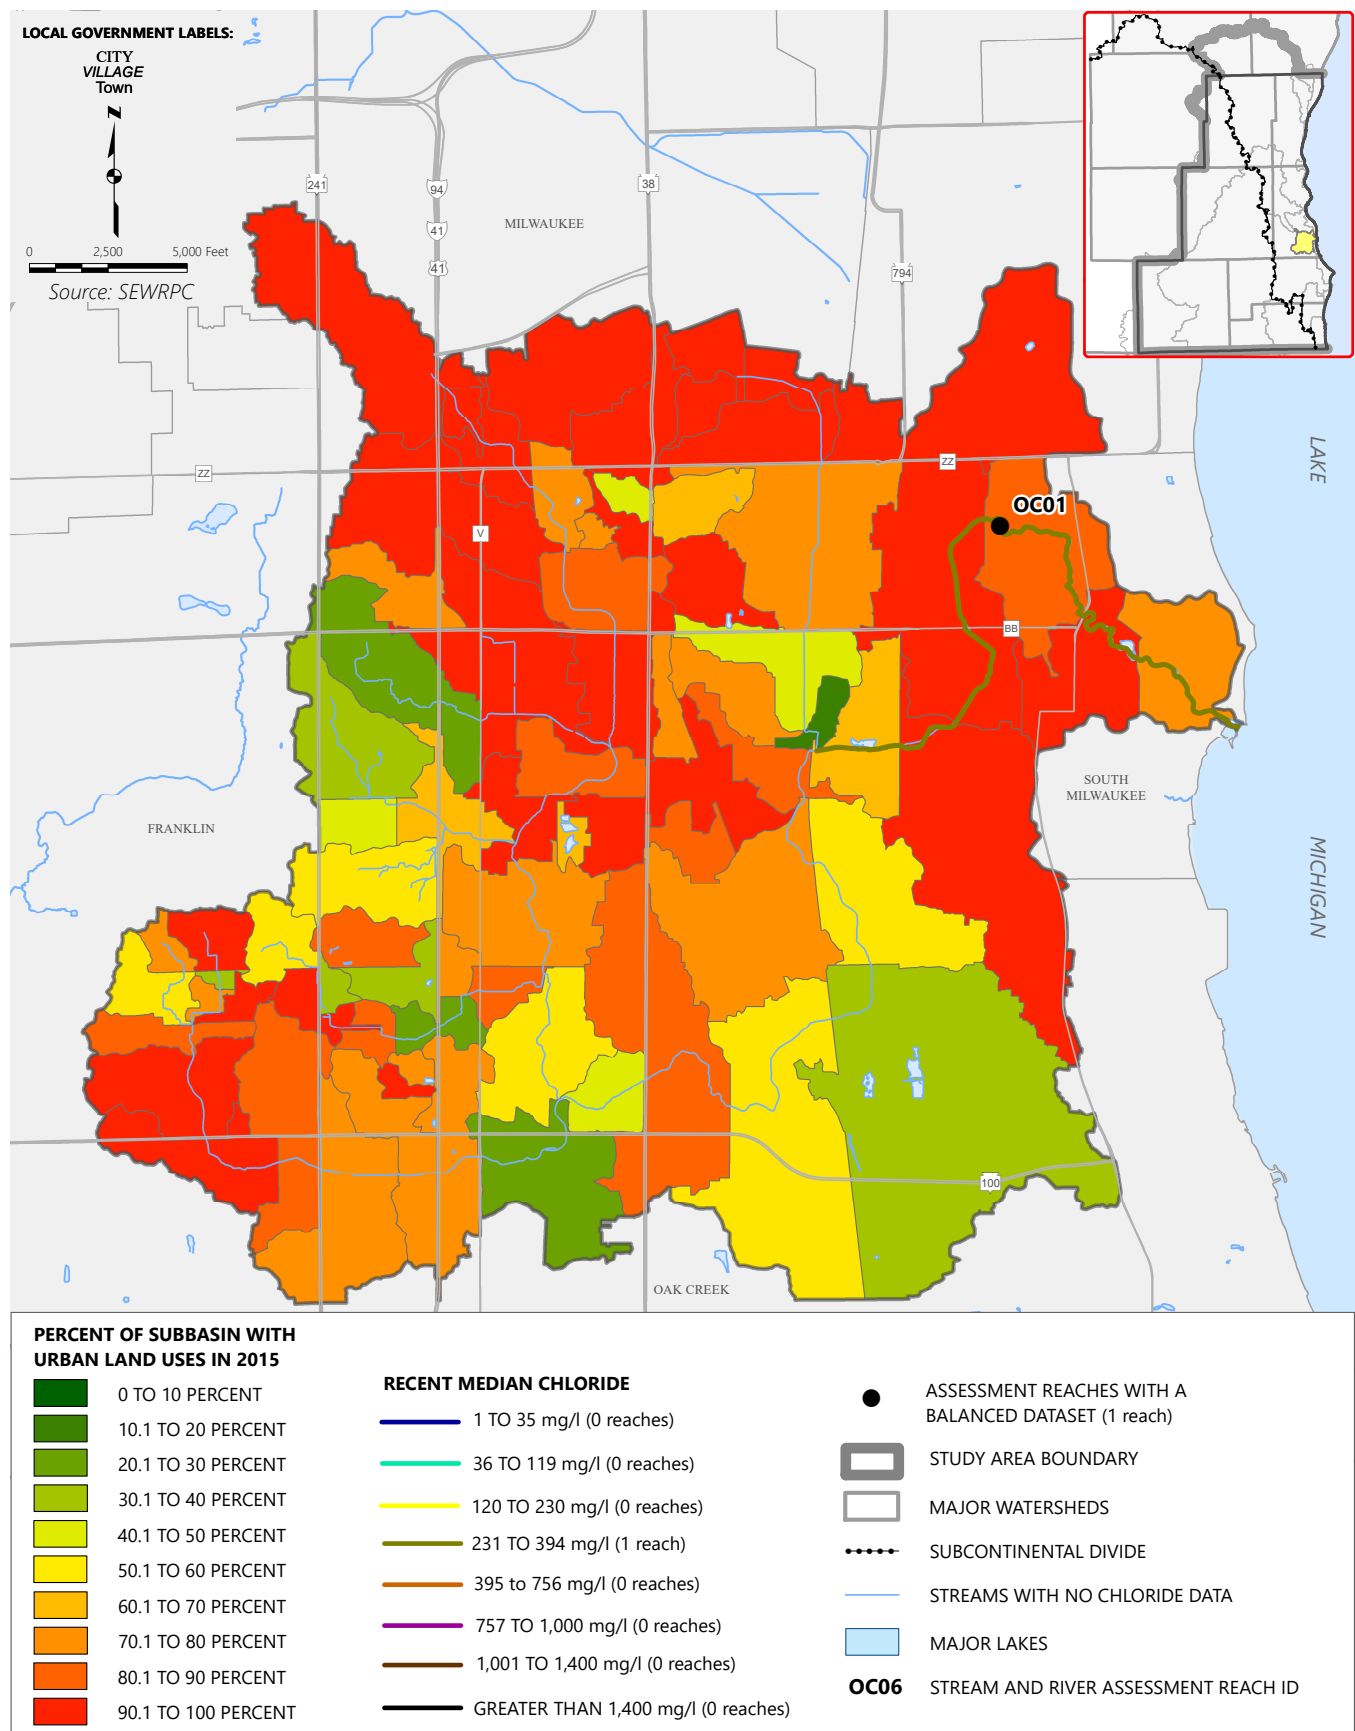 LOCAL GOVERNMENT LABELS:
CITY
VILLAGE
Town
N
0 2,500 5,000 Feet
Source: SEWRPC
241
94
41
41
38
794
MILWAUKEE
ZZ
ZZ
V
OC01
BB
LAKE
MICHIGAN
SOUTH
MILWAUKEE
FRANKLIN
100
OAK CREEK
PERCENT OF SUBBASIN WITH
URBAN LAND USES IN 2015
0 TO 10 PERCENT
10.1 TO 20 PERCENT
20.1 TO 30 PERCENT
30.1 TO 40 PERCENT
40.1 TO 50 PERCENT
50.1 TO 60 PERCENT
60.1 TO 70 PERCENT
70.1 TO 80 PERCENT
80.1 TO 90 PERCENT
90.1 TO 100 PERCENT
RECENT MEDIAN CHLORIDE
1 TO 35 mg/l (0 reaches)
36 TO 119 mg/l (0 reaches)
120 TO 230 mg/l (0 reaches)
231 TO 394 mg/l (1 reach)
395 to 756 mg/l (0 reaches)
757 TO 1,000 mg/l (0 reaches)
1,001 TO 1,400 mg/l (0 reaches)
GREATER THAN 1,400 mg/l (0 reaches)
ASSESSMENT REACHES WITH A
BALANCED DATASET (1 reach)
STUDY AREA BOUNDARY
MAJOR WATERSHEDS
SUBCONTINENTAL DIVIDE
STREAMS WITH NO CHLORIDE DATA
MAJOR LAKES
OC06 STREAM AND RIVER ASSESSMENT REACH ID